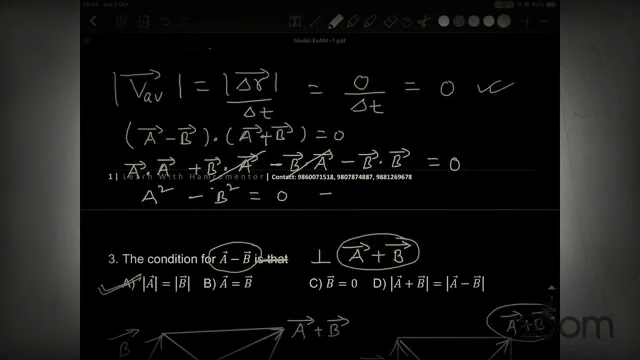 Model ExAM -1.pdf
|V⃗av| = |Δr⃗| / Δt = 0 / Δt = 0 ✓
(A⃗ − B⃗) · (A⃗ + B⃗) = 0
A⃗ · A⃗ + B⃗ · A⃗ − B⃗ A⃗ − B⃗ · B⃗ = 0
1 | Learn With Hamro mentor | Contact: 9860071518, 9807874887, 9881269678
A² − B² = 0 −
3. The condition for A⃗ − B⃗ is that ⊥ A⃗ + B⃗
A) |A⃗| = |B⃗| B) A⃗ = B⃗ C) B⃗ = 0 D) |A⃗ + B⃗| = |A⃗ − B⃗|
A⃗ + B⃗
B⃗ A⃗ + B⃗